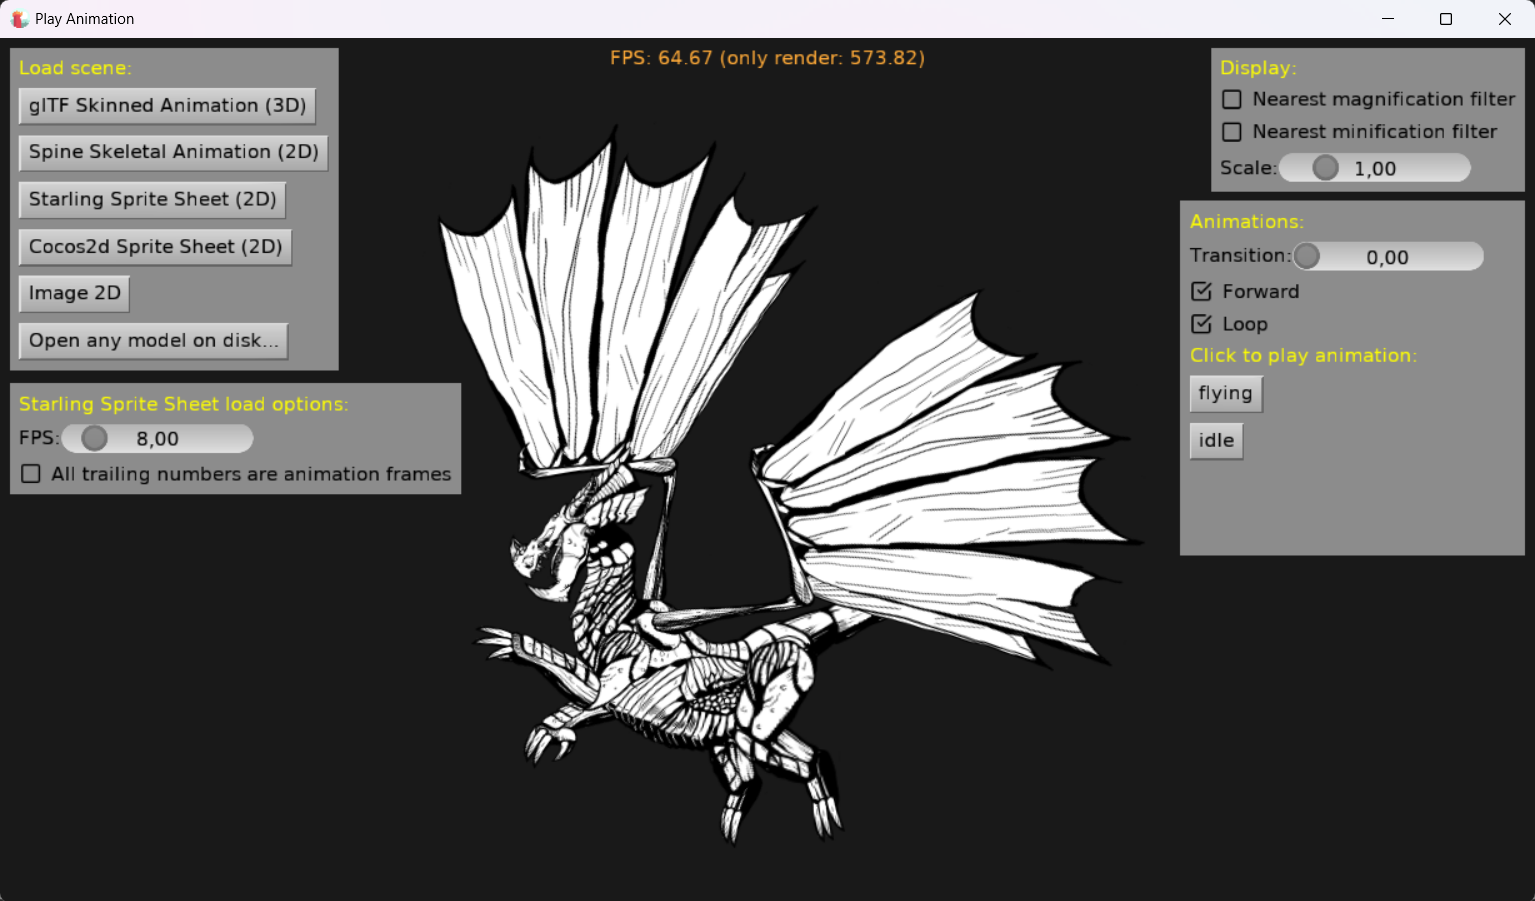 Play Animation
FPS: 64.67 (only render: 573.82)
Load scene:
glTF Skinned Animation (3D)
Spine Skeletal Animation (2D)
Starling Sprite Sheet (2D)
Cocos2d Sprite Sheet (2D)
Image 2D
Open any model on disk...
Starling Sprite Sheet load options:
FPS: 8,00
All trailing numbers are animation frames
Display:
Nearest magnification filter
Nearest minification filter
Scale: 1,00
Animations:
Transition: 0,00
Forward
Loop
Click to play animation:
flying
idle